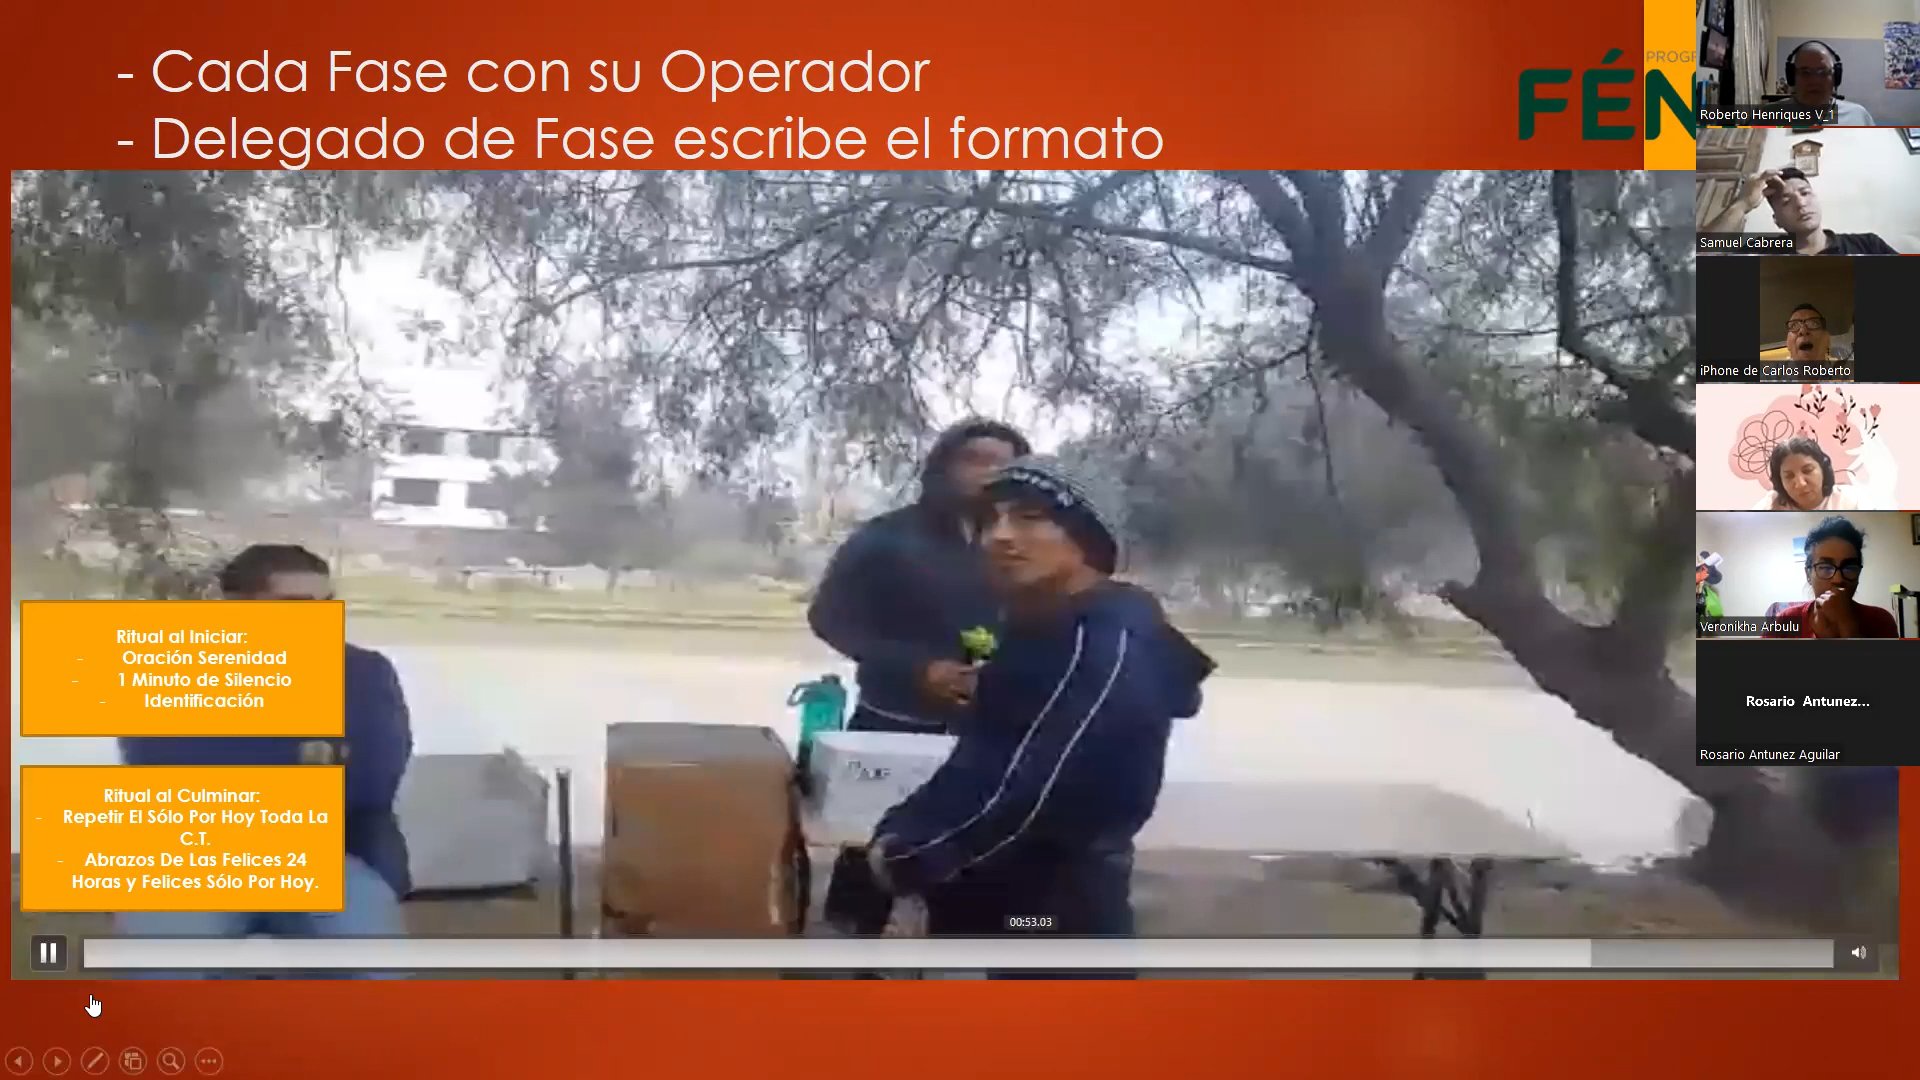 - Cada Fase con su Operador
- Delegado de Fase escribe el formato
PROGR
FÉN
Ritual al Iniciar:
- Oración Serenidad
- 1 Minuto de Silencio
- Identificación
Ritual al Culminar:
- Repetir El Sólo Por Hoy Toda La
C.T.
- Abrazos De Las Felices 24
Horas y Felices Sólo Por Hoy.
00:53.03
Roberto Henriques V_1
Samuel Cabrera
iPhone de Carlos Roberto
Veronikha Arbulu
Rosario Antunez...
Rosario Antunez Aguilar